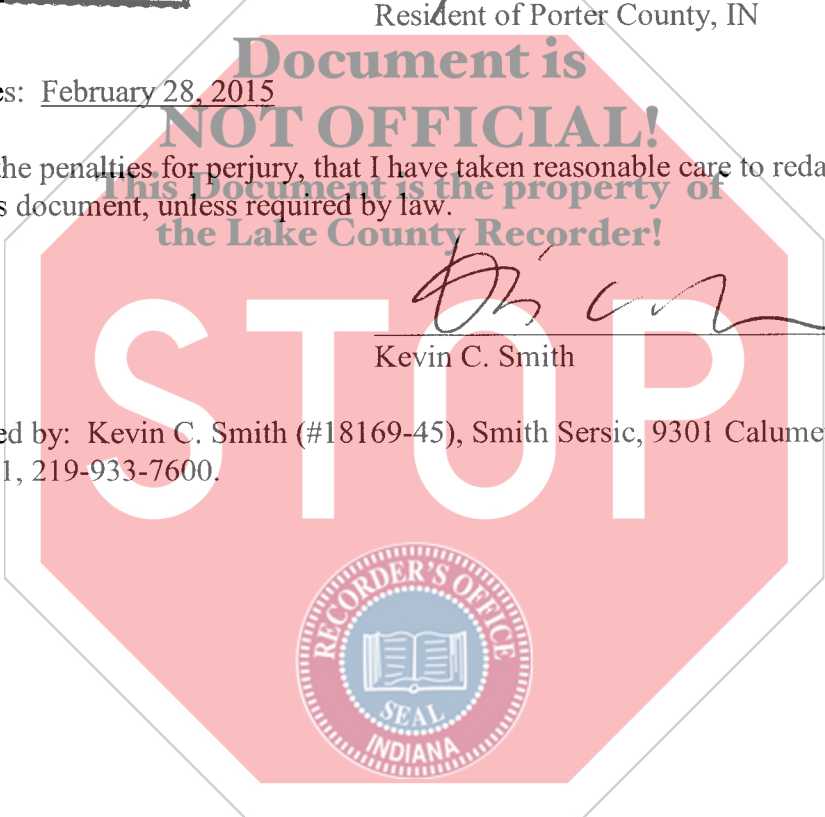 Resident of Porter County, IN
Document is
es: February 28, 2015
NOT OFFICIAL!
the penalties for perjury, that I have taken reasonable care to reda
This Document is the property of
s document, unless required by law.
the Lake County Recorder!
STOP
Kevin C. Smith
ed by: Kevin C. Smith (#18169-45), Smith Sersic, 9301 Calume
1, 219-933-7600.
RECORDER'S OFFICE
SEAL
INDIANA